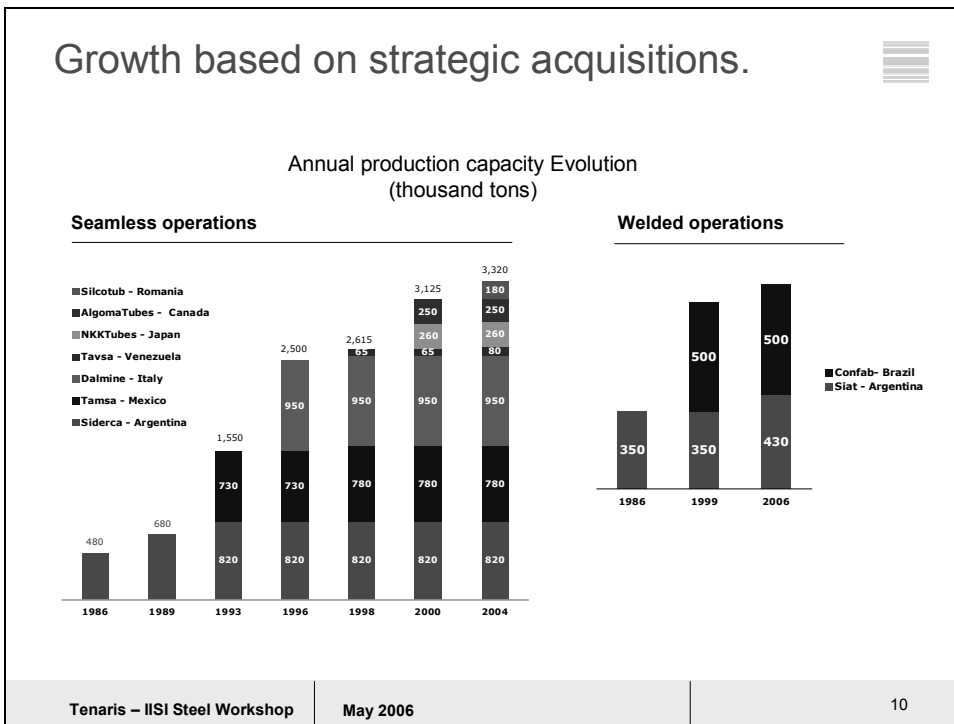 Growth based on strategic acquisitions.
Annual production capacity Evolution
(thousand tons)
Seamless operations
Silcotub - Romania
AlgomaTubes - Canada
NKKTubes - Japan
Tavsa - Venezuela
Dalmine - Italy
Tamsa - Mexico
Siderca - Argentina
480
680
1,550
730
820
2,500
950
730
820
2,615
65
950
780
820
3,125
250
260
65
950
780
820
3,320
180
250
260
80
950
780
820
1986 1989 1993 1996 1998 2000 2004
Welded operations
350
500
350
500
430
Confab- Brazil
Siat - Argentina
1986 1999 2006
Tenaris – IISI Steel Workshop May 2006 10